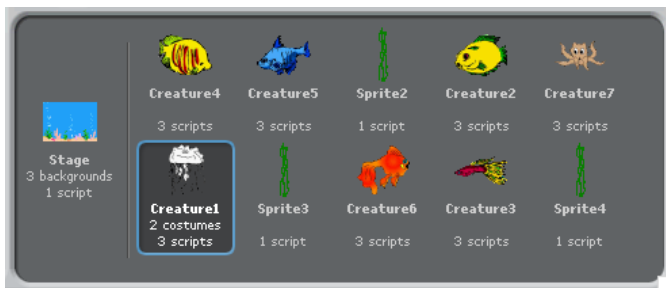 Stage
3 backgrounds
1 script
Creature4
3 scripts
Creature5
3 scripts
Sprite2
1 script
Creature2
3 scripts
Creature7
3 scripts
Creature1
2 costumes
3 scripts
Sprite3
1 script
Creature6
3 scripts
Creature3
3 scripts
Sprite4
1 script